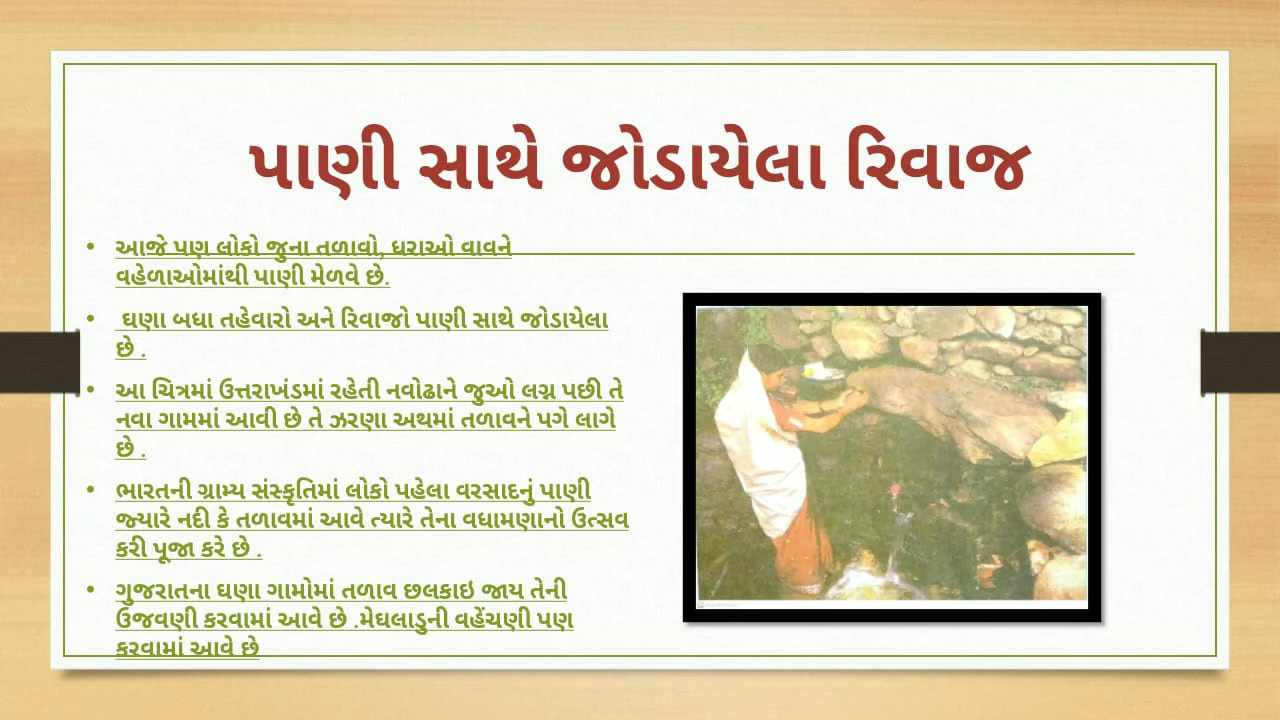 પાણી સાથે જોડાયેલા રિવાજ
• આજે પણ લોકો જુના તળાવો, ધરાઓ વાવને
વહેળાઓમાંથી પાણી મેળવે છે.
• ઘણા બધા તહેવારો અને રિવાજો પાણી સાથે જોડાયેલા
છે .
• આ ચિત્રમાં ઉત્તરાખંડમાં રહેતી નવોઢાને જુઓ લગ્ન પછી તે
નવા ગામમાં આવી છે તે ઝરણા અથમાં તળાવને પગે લાગે
છે .
• ભારતની ગ્રામ્ય સંસ્કૃતિમાં લોકો પહેલા વરસાદનું પાણી
જ્યારે નદી કે તળાવમાં આવે ત્યારે તેના વધામણાનો ઉત્સવ
કરી પૂજા કરે છે .
• ગુજરાતના ઘણા ગામોમાં તળાવ છલકાઇ જાય તેની
ઉજવણી કરવામાં આવે છે .મેઘલાડુની વહેંચણી પણ
કરવામાં આવે છે